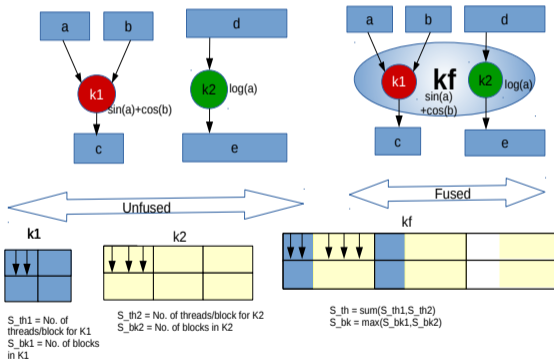 a
b
d
k1
sin(a)+cos(b)
k2
log(a)
c
e
a
d
k1
kf
k2
sin(a)
+cos(b)
log(a)
c
e
Unfused
Fused
k1
k2
kf
S_th1 = No. of
threads/block for K1
S_bk1 = No. of blocks
in K1
S_th2 = No. of threads/block for K2
S_bk2 = No. of blocks in K2
S_th = sum(S_th1,S_th2)
S_bk = max(S_bk1,S_bk2)